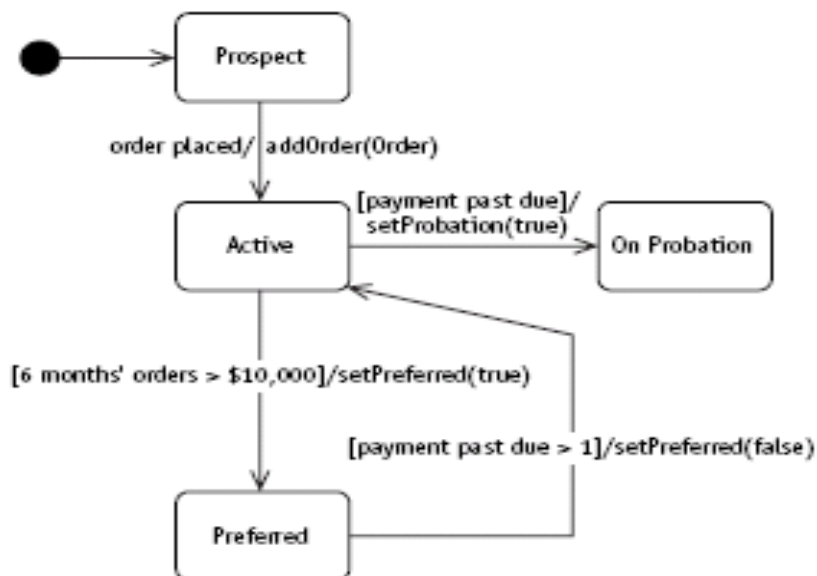 Prospect
order placed/ addOrder(Order)
[payment past due]/
setProbation(true)
Active
On Probation
[6 months' orders > $10,000]/setPreferred(true)
[payment past due > 1]/setPreferred(false)
Preferred